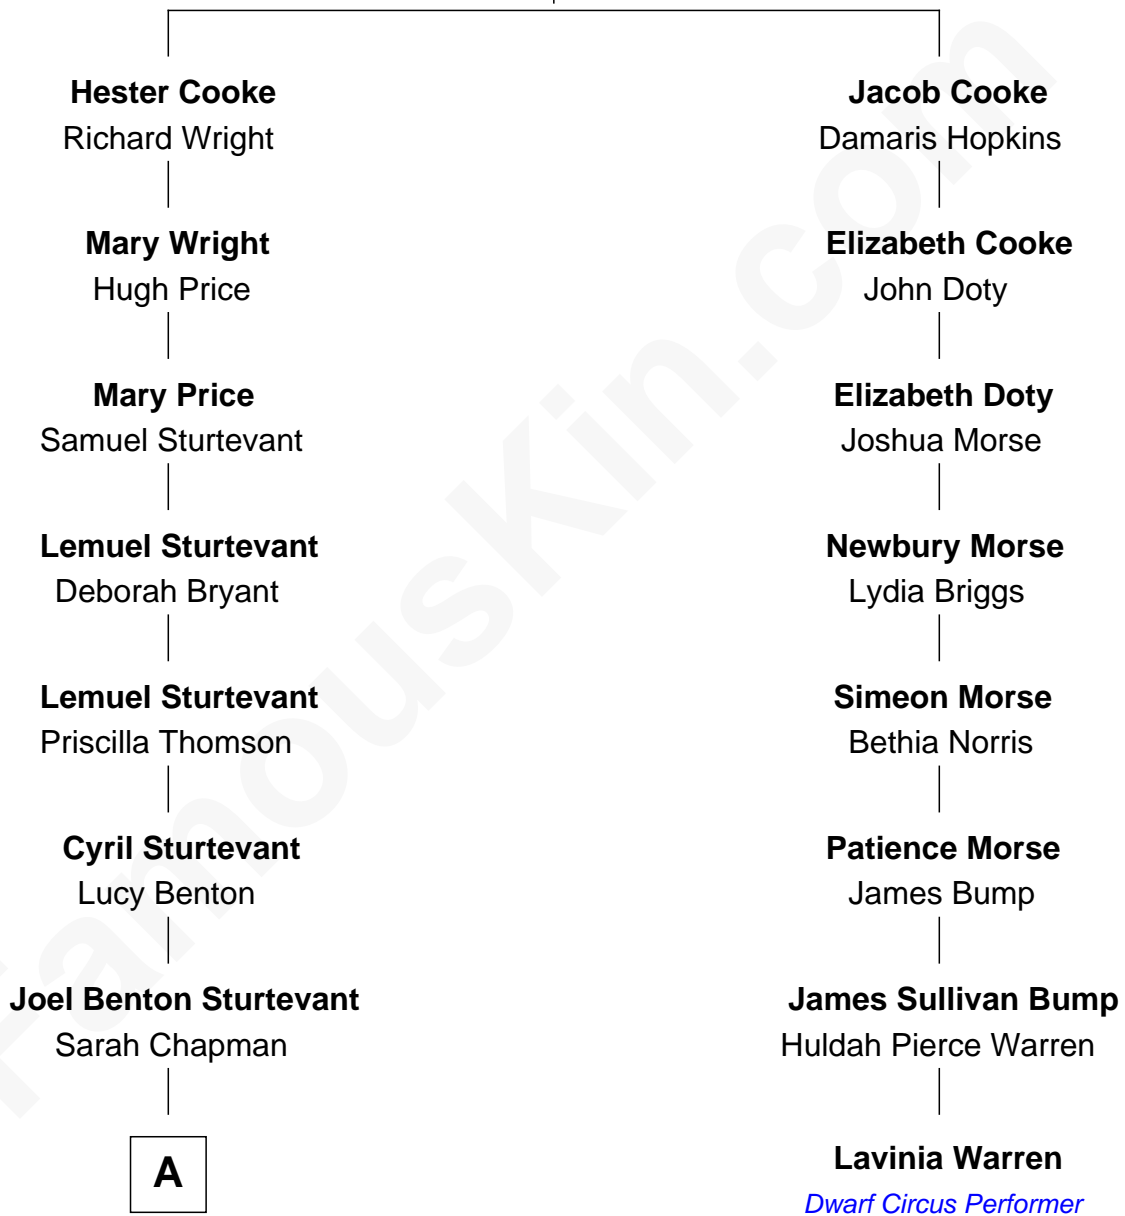 Hester Cooke
Richard Wright
Mary Wright
Hugh Price
Mary Price
Samuel Sturtevant
Lemuel Sturtevant
Deborah Bryant
Lemuel Sturtevant
Priscilla Thomson
Cyril Sturtevant
Lucy Benton
Joel Benton Sturtevant
Sarah Chapman
A
Jacob Cooke
Damaris Hopkins
Elizabeth Cooke
John Doty
Elizabeth Doty
Joshua Morse
Newbury Morse
Lydia Briggs
Simeon Morse
Bethia Norris
Patience Morse
James Bump
James Sullivan Bump
Huldah Pierce Warren
Lavinia Warren
Dwarf Circus Performer
FamousKin.com